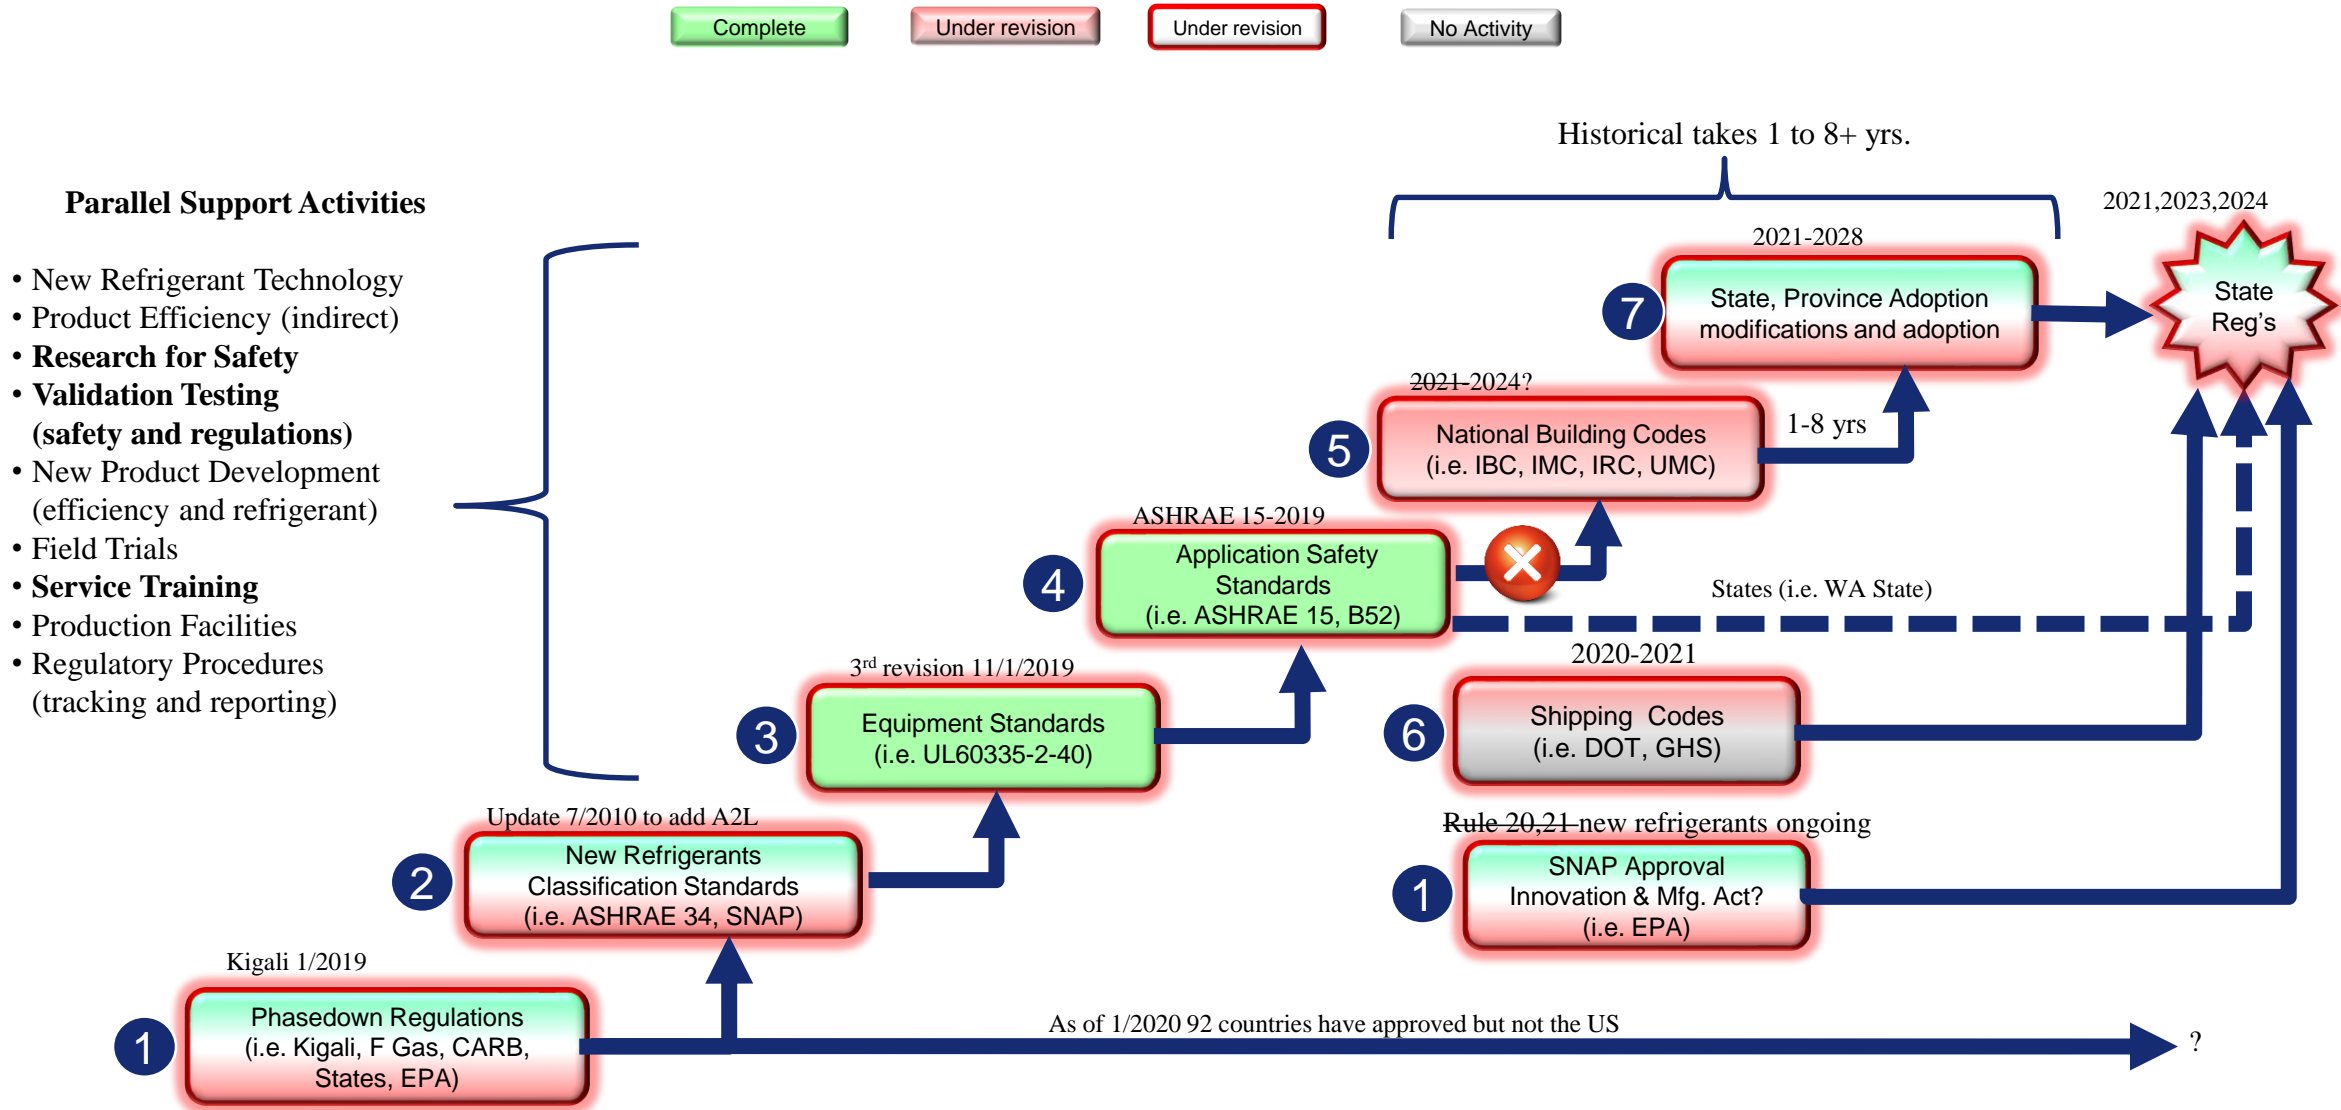 Complete
Under revision
Under revision
No Activity
Historical takes 1 to 8+ yrs.
Parallel Support Activities
• New Refrigerant Technology
• Product Efficiency (indirect)
• Research for Safety
• Validation Testing
(safety and regulations)
• New Product Development
(efficiency and refrigerant)
• Field Trials
• Service Training
• Production Facilities
• Regulatory Procedures
(tracking and reporting)
2021,2023,2024
State
Reg's
2021-2028
7
State, Province Adoption
modifications and adoption
2021-2024?
5
National Building Codes
(i.e. IBC, IMC, IRC, UMC)
1-8 yrs
ASHRAE 15-2019
4
Application Safety
Standards
(i.e. ASHRAE 15, B52)
States (i.e. WA State)
3rd revision 11/1/2019
3
Equipment Standards
(i.e. UL60335-2-40)
2020-2021
6
Shipping Codes
(i.e. DOT, GHS)
Update 7/2010 to add A2L
2
New Refrigerants
Classification Standards
(i.e. ASHRAE 34, SNAP)
Rule 20,21 new refrigerants ongoing
1
SNAP Approval
Innovation & Mfg. Act?
(i.e. EPA)
Kigali 1/2019
1
Phasedown Regulations
(i.e. Kigali, F Gas, CARB,
States, EPA)
As of 1/2020 92 countries have approved but not the US
?